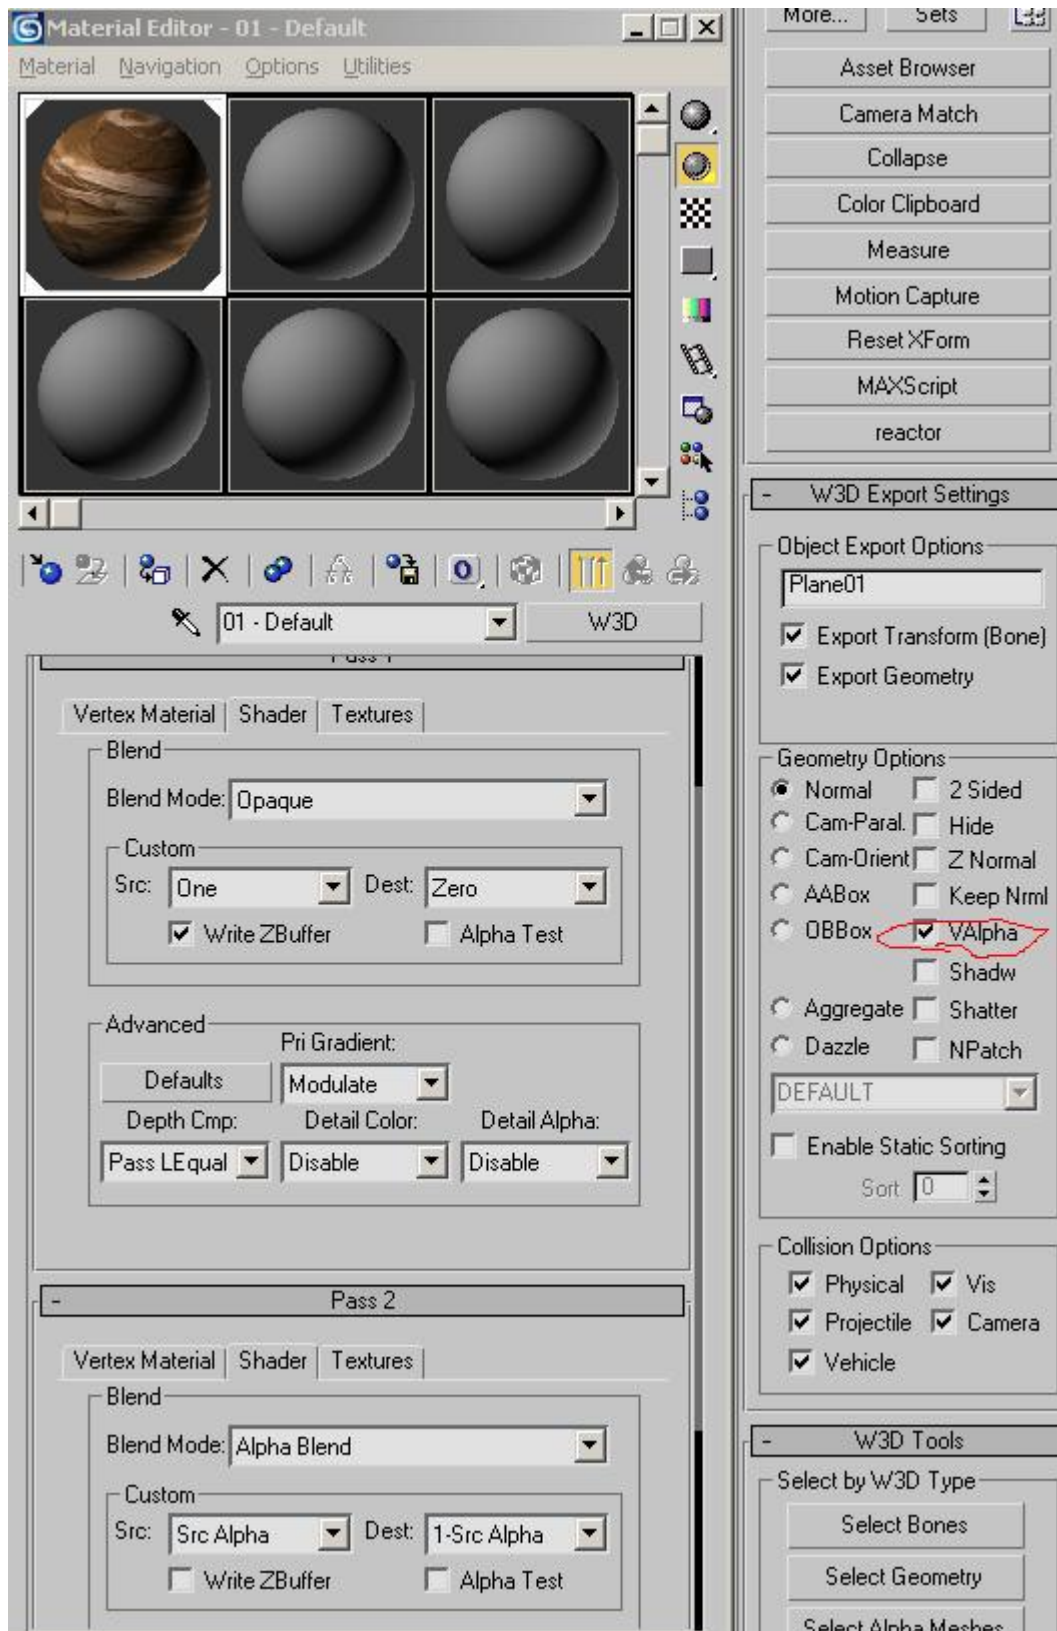 Material Editor - 01 - Default
Material Navigation Options Utilities
01 - Default W3D
Pass 1
Vertex Material Shader Textures
Blend
Blend Mode: Opaque
Custom
Src: One Dest: Zero
Write ZBuffer Alpha Test
Advanced
Pri Gradient:
Defaults Modulate
Depth Cmp: Detail Color: Detail Alpha:
Pass LEqual Disable Disable
- Pass 2
Vertex Material Shader Textures
Blend
Blend Mode: Alpha Blend
Custom
Src: Src Alpha Dest: 1-Src Alpha
Write ZBuffer Alpha Test
More... Sets
Asset Browser
Camera Match
Collapse
Color Clipboard
Measure
Motion Capture
Reset XForm
MAXScript
reactor
- W3D Export Settings
Object Export Options
Plane01
Export Transform (Bone)
Export Geometry
Geometry Options
Normal 2 Sided
Cam-Paral. Hide
Cam-Orient Z Normal
AABox Keep Nrml
OBBox VAlpha
Shadw
Aggregate Shatter
Dazzle NPatch
DEFAULT
Enable Static Sorting
Sort 0
Collision Options
Physical Vis
Projectile Camera
Vehicle
- W3D Tools
Select by W3D Type
Select Bones
Select Geometry
Select Alpha Meshes